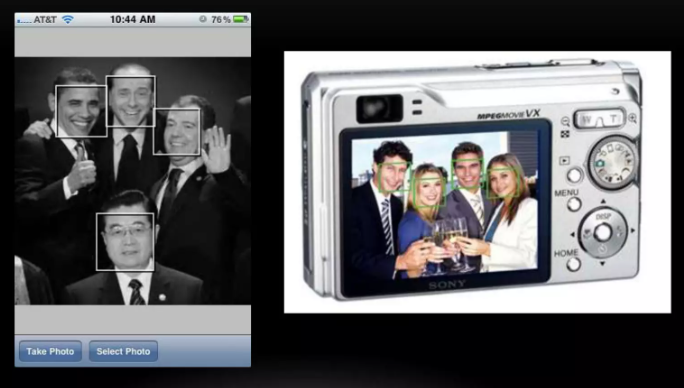 AT&T 10:44 AM 76%
Take Photo Select Photo
MPEGMOVIE VX
W T
MENU
DISP
HOME
SONY